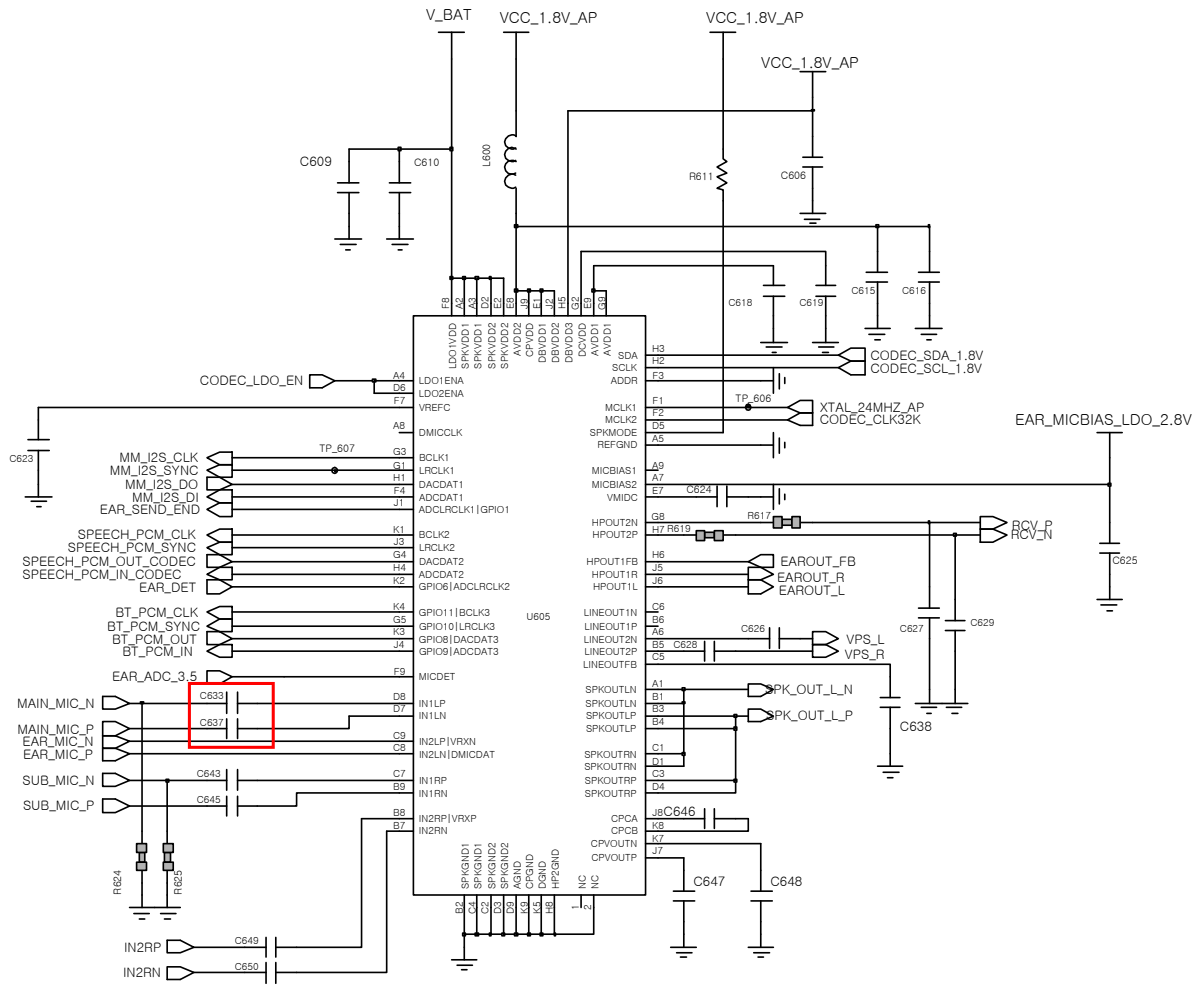 V_BAT
VCC_1.8V_AP
VCC_1.8V_AP
VCC_1.8V_AP
C609
C610
L600
R611
C606
C618
C619
C615
C616
F8 A2 A3 D2 E2 E8 J9 E1 J2 H5 G2 E9 G9
LDO1VDD SPKVDD1 SPKVDD1 SPKVDD2 SPKVDD2 AVDD2 CPVDD DBVDD1 DBVDD2 DBVDD3 DCVDD AVDD1 AVDD1
CODEC_LDO_EN A4 LDO1ENA
D6 LDO2ENA
F7 VREFC
A8 DMICCLK
C623
TP_607
MM_I2S_CLK G3 BCLK1
MM_I2S_SYNC G1 LRCLK1
MM_I2S_DO H1 DACDAT1
MM_I2S_DI F4 ADCDAT1
EAR_SEND_END J1 ADCLRCLK1|GPIO1
SPEECH_PCM_CLK K1 BCLK2
SPEECH_PCM_SYNC J3 LRCLK2
SPEECH_PCM_OUT_CODEC G4 DACDAT2
SPEECH_PCM_IN_CODEC H4 ADCDAT2
EAR_DET K2 GPIO6|ADCLRCLK2
BT_PCM_CLK K4 GPIO11|BCLK3
BT_PCM_SYNC G5 GPIO10|LRCLK3
BT_PCM_OUT K3 GPIO8|DACDAT3
BT_PCM_IN J4 GPIO9|ADCDAT3
U605
EAR_ADC_3.5 F9 MICDET
MAIN_MIC_N C633 D8 IN1LP
D7 IN1LN
MAIN_MIC_P C637
EAR_MIC_N C9 IN2LP|VRXN
EAR_MIC_P C8 IN2LN|DMICDAT
SUB_MIC_N C643 C7 IN1RP
B9 IN1RN
SUB_MIC_P C645
B8 IN2RP|VRXP
B7 IN2RN
R624
R625
IN2RP C649
IN2RN C650
SDA H3 CODEC_SDA_1.8V
SCLK H2 CODEC_SCL_1.8V
ADDR F3
MCLK1 F1 TP_606 XTAL_24MHZ_AP
MCLK2 F2 CODEC_CLK32K
SPKMODE D5
REFGND A5
EAR_MICBIAS_LDO_2.8V
MICBIAS1 A9
MICBIAS2 A7
VMIDC E7 C624
HPOUT2N G8 R617 RCV_P
HPOUT2P H7 R619 RCV_N
C625
HPOUT1FB H6 EAROUT_FB
HPOUT1R J5 EAROUT_R
HPOUT1L J6 EAROUT_L
LINEOUT1N C6
LINEOUT1P B6
LINEOUT2N A6 C626 VPS_L
LINEOUT2P B5 C628 VPS_R
LINEOUTFB C5
C627
C629
C638
SPKOUTLN A1 SPK_OUT_L_N
SPKOUTLN B1
SPKOUTLP B3 SPK_OUT_L_P
SPKOUTLP B4
SPKOUTRN C1
SPKOUTRN D1
SPKOUTRP C3
SPKOUTRP D4
CPCA J8 C646
CPCB K8
CPVOUTN K7
CPVOUTP J7
C647
C648
SPKGND1 SPKGND1 SPKGND2 SPKGND2 AGND CPGND DGND HP2GND NC NC
B2 C4 C2 D3 D9 K9 K5 H8 1 2